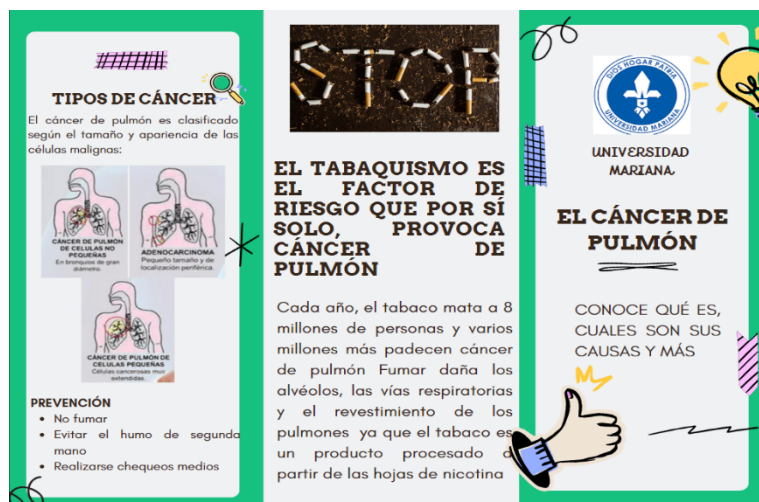 TIPOS DE CÁNCER
El cáncer de pulmón es clasificado
según el tamaño y apariencia de las
células malignas:
CÁNCER DE PULMÓN
DE CELULAS NO
PEQUEÑAS
En bronquios de gran
diámetro.
ADENOCARCINOMA
Pequeño tamaño y de
localización periférica.
CÁNCER DE PULMÓN DE
CELULAS PEQUEÑAS
Células cancerosas muy
extendidas.
PREVENCIÓN
• No fumar
• Evitar el humo de segunda
mano
• Realizarse chequeos medios
STOP
EL TABAQUISMO ES
EL FACTOR DE
RIESGO QUE POR SÍ
SOLO, PROVOCA
CÁNCER DE
PULMÓN
Cada año, el tabaco mata a 8
millones de personas y varios
millones más padecen cáncer
de pulmón Fumar daña los
alvéolos, las vías respiratorias
y el revestimiento de los
pulmones ya que el tabaco es
un producto procesado a
partir de las hojas de nicotina
DIOS HOGAR PATRIA
UNIVERSIDAD MARIANA
UNIVERSIDAD
MARIANA
EL CÁNCER DE
PULMÓN
CONOCE QUÉ ES,
CUALES SON SUS
CAUSAS Y MÁS